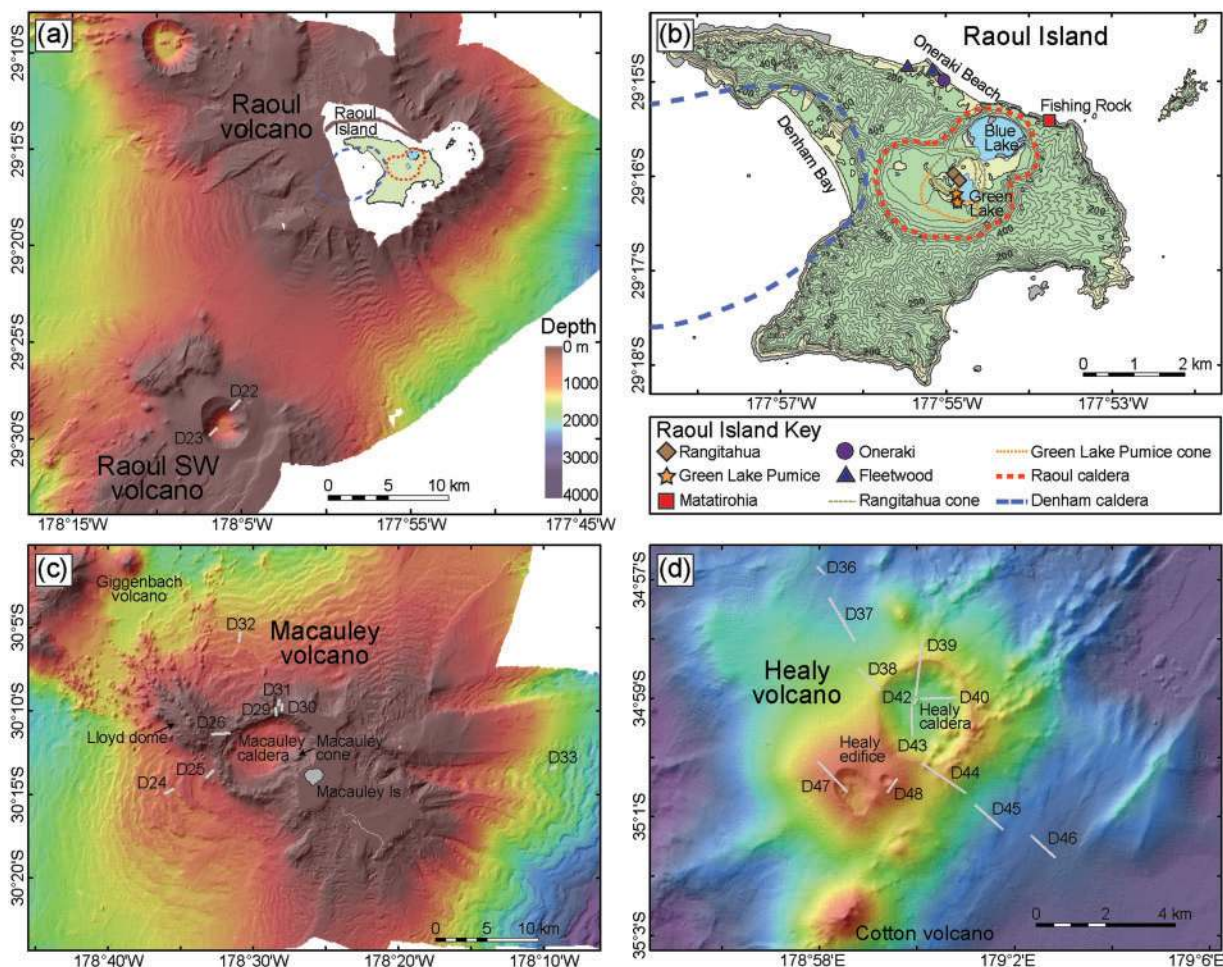 (a)
29°10'S
29°15'S
29°20'S
29°25'S
29°30'S
Raoul
volcano
Raoul
Island
Depth
0 m
1000
2000
3000
4000
D22
D23
Raoul SW
volcano
0 5 10 km
178°15'W 178°5'W 177°55'W 177°45'W
(b)
Raoul Island
29°15'S
29°16'S
29°17'S
29°18'S
Oneraki Beach
Fishing Rock
Blue
Lake
Green
Lake
Denham Bay
400
200
200
400
400
200
200
200
0 1 2 km
177°57'W 177°55'W 177°53'W
Raoul Island Key
Rangitahua
Oneraki
Green Lake Pumice cone
Green Lake Pumice
Fleetwood
Raoul caldera
Matatirohia
Rangitahua cone
Denham caldera
(c)
Giggenbach
volcano
30°5'S
30°10'S
30°15'S
30°20'S
D32
Macauley
volcano
D31
D29
D30
D26
Lloyd dome
Macauley
caldera
Macauley
cone
D25
D24
Macauley Is
D33
0 5 10 km
178°40'W 178°30'W 178°20'W 178°10'W
(d)
34°57'S
34°59'S
35°1'S
35°3'S
D36
D37
D39
Healy
volcano
D38
D42
D40
Healy
caldera
D43
Healy
edifice
D44
D47
D48
D45
D46
0 2 4 km
Cotton volcano
178°58'E 179°2'E 179°6'E